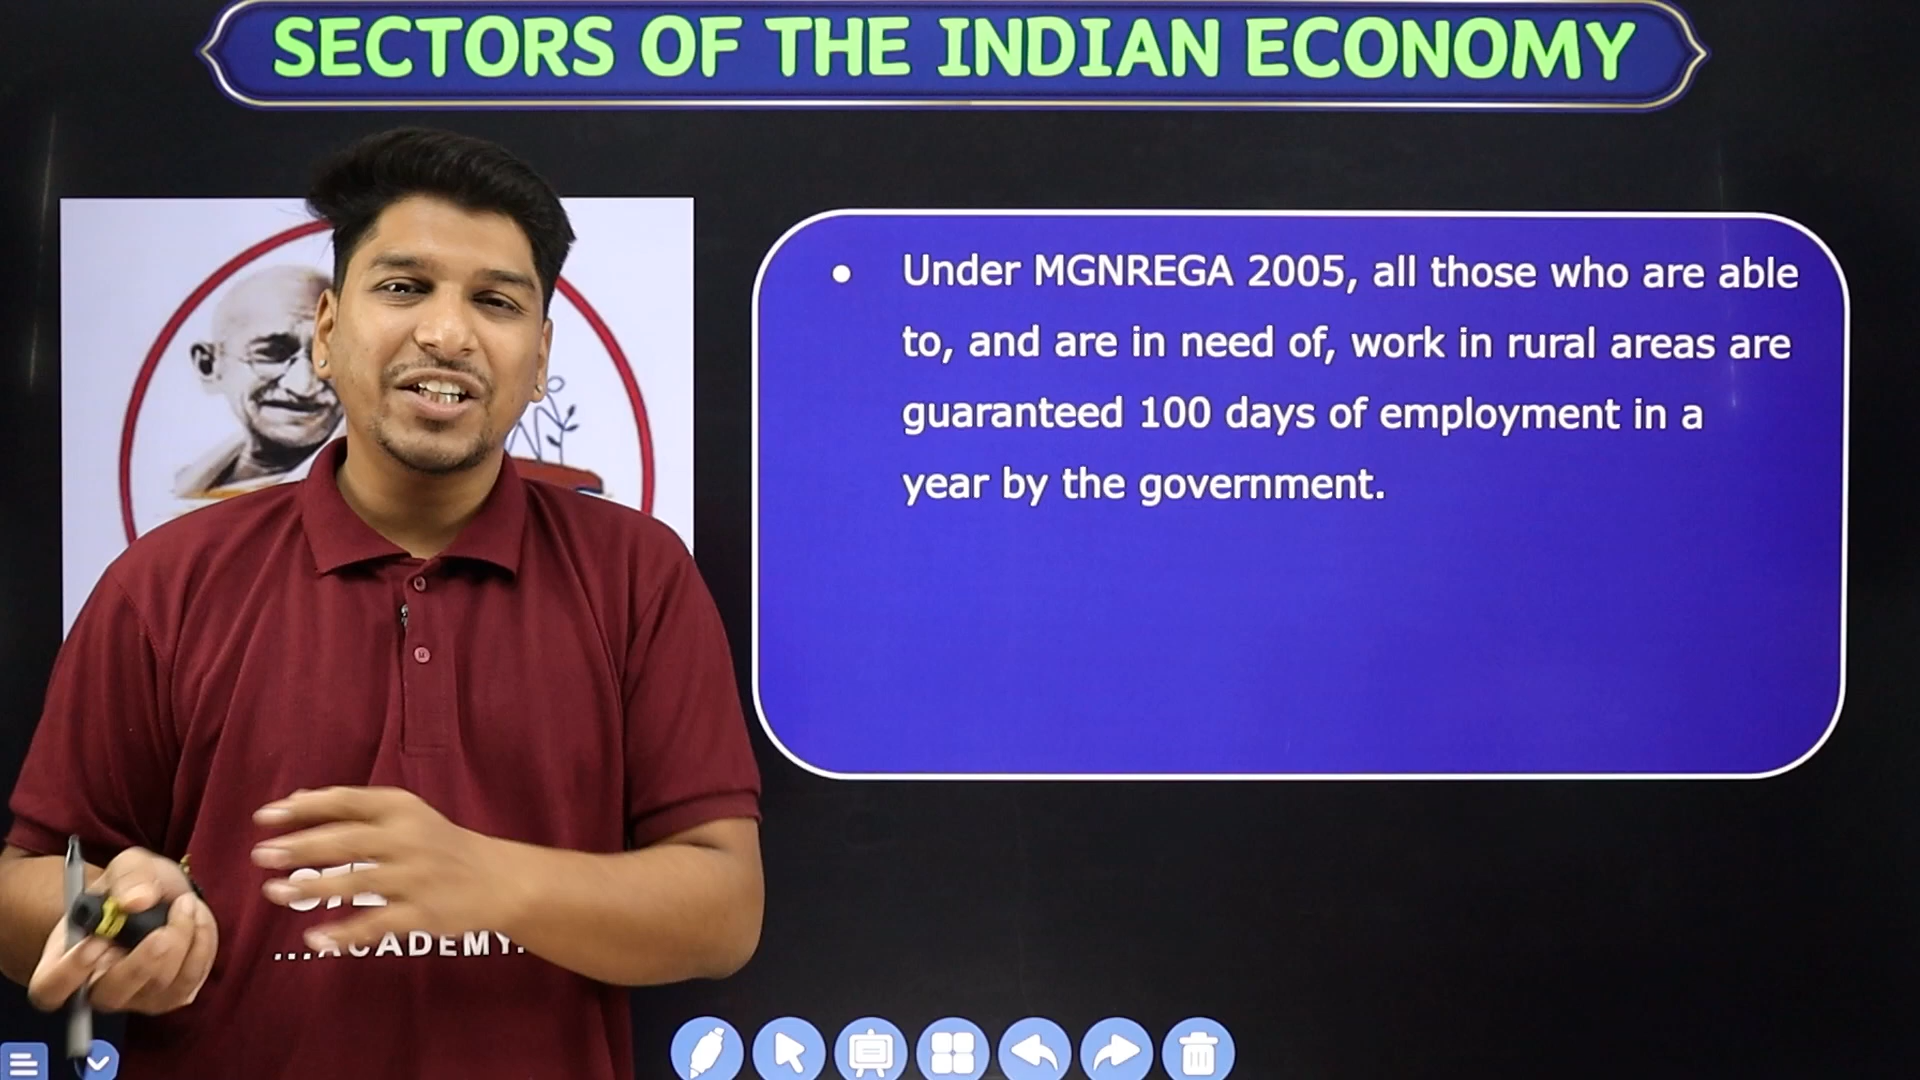 SECTORS OF THE INDIAN ECONOMY
● Under MGNREGA 2005, all those who are able
to, and are in need of, work in rural areas are
guaranteed 100 days of employment in a
year by the government.
...ACADEMY.